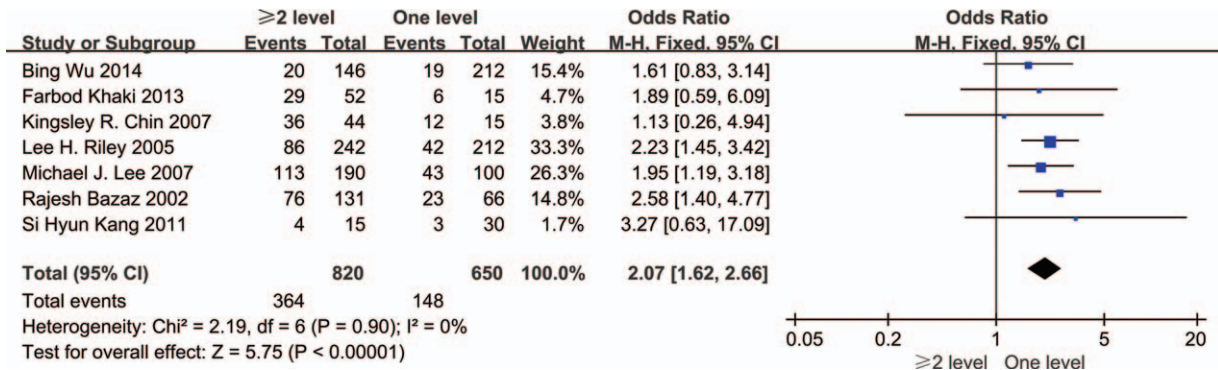 ≥2 level One level Odds Ratio Odds Ratio
Study or Subgroup Events Total Events Total Weight M-H, Fixed, 95% CI M-H, Fixed, 95% CI
Bing Wu 2014 20 146 19 212 15.4% 1.61 [0.83, 3.14]
Farbod Khaki 2013 29 52 6 15 4.7% 1.89 [0.59, 6.09]
Kingsley R. Chin 2007 36 44 12 15 3.8% 1.13 [0.26, 4.94]
Lee H. Riley 2005 86 242 42 212 33.3% 2.23 [1.45, 3.42]
Michael J. Lee 2007 113 190 43 100 26.3% 1.95 [1.19, 3.18]
Rajesh Bazaz 2002 76 131 23 66 14.8% 2.58 [1.40, 4.77]
Si Hyun Kang 2011 4 15 3 30 1.7% 3.27 [0.63, 17.09]
Total (95% CI) 820 650 100.0% 2.07 [1.62, 2.66]
Total events 364 148
Heterogeneity: Chi² = 2.19, df = 6 (P = 0.90); I² = 0%
Test for overall effect: Z = 5.75 (P < 0.00001)
0.05 0.2 1 5 20
≥2 level One level